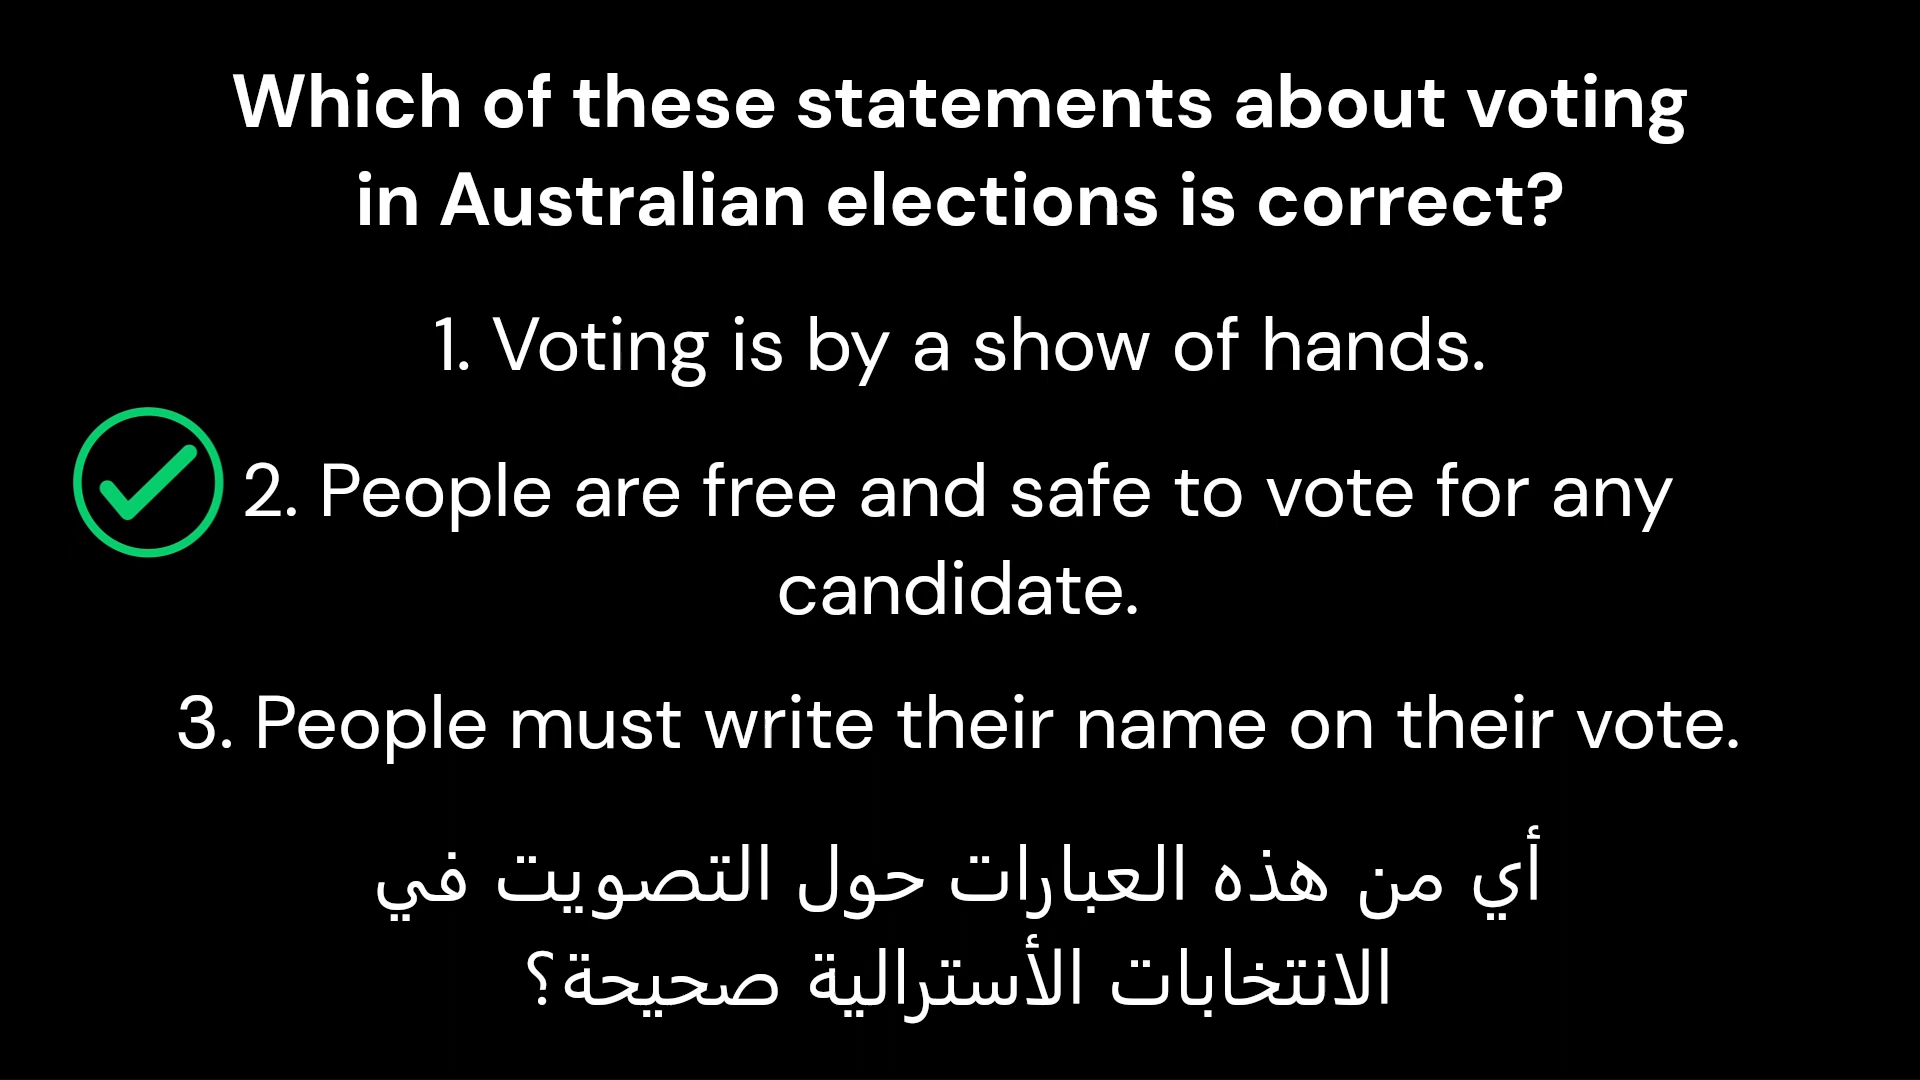 Which of these statements about voting
in Australian elections is correct?
1. Voting is by a show of hands.
2. People are free and safe to vote for any
candidate.
3. People must write their name on their vote.
أي من هذه العبارات حول التصويت في
الانتخابات الأسترالية صحيحة؟